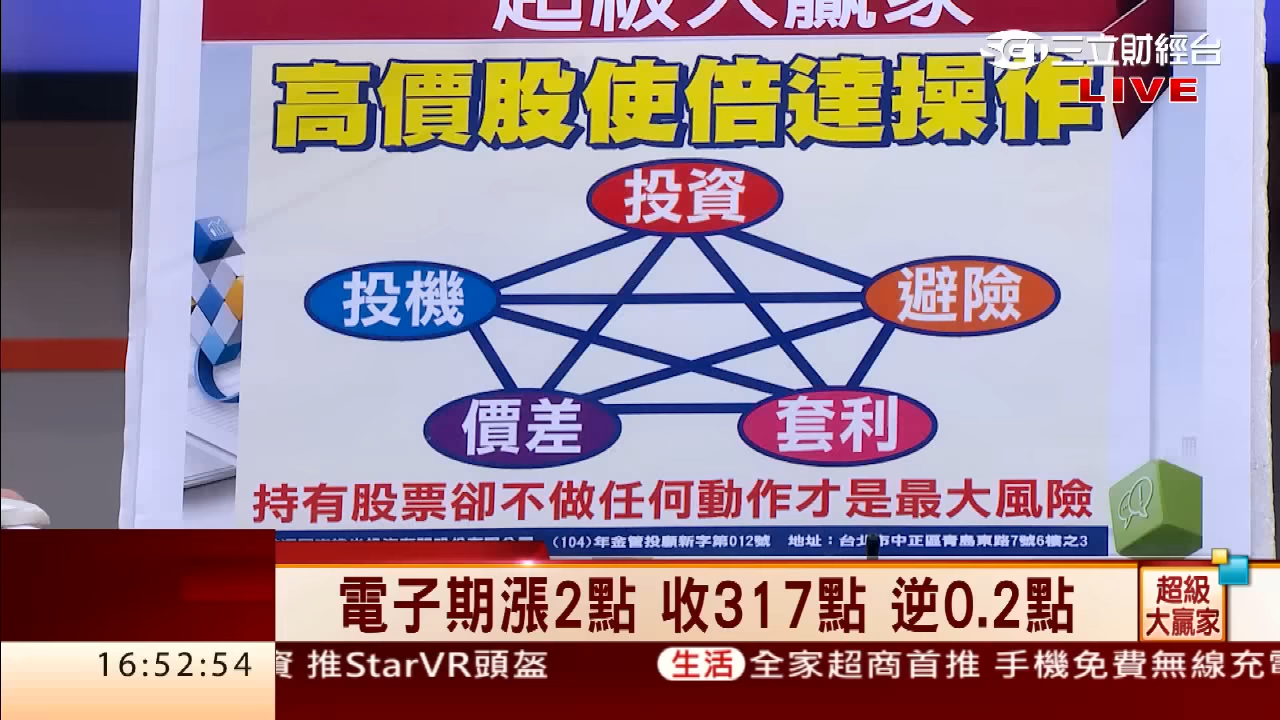 超級大贏家
SET三立財經台
LIVE
高價股使倍達操作
投資
投機
避險
價差
套利
持有股票卻不做任何動作才是最大風險
(104)年金管投顧新字第012號 地址：台北市中正區青島東路7號6樓之3
電子期漲2點 收317點 逆0.2點
超級
大贏家
16:52:54
資 推StarVR頭盔 生活 全家超商首推 手機免費無線充電